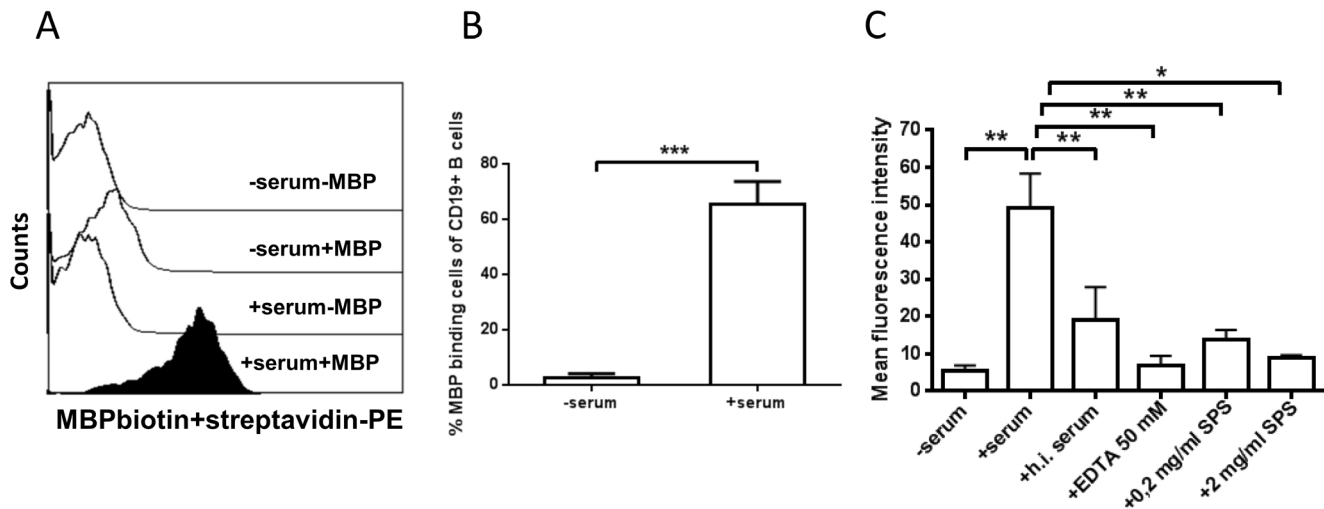 A
Counts
-serum-MBP
-serum+MBP
+serum-MBP
+serum+MBP
MBPbiotin+streptavidin-PE
B
% MBP binding cells of CD19+ B cells
80
60
40
20
0
***
-serum
+serum
C
Mean fluorescence intensity
70
60
50
40
30
20
10
0
*
**
**
** **
-serum
+serum
+h.i. serum
+EDTA 50 mM
+0,2 mg/ml SPS
+2 mg/ml SPS